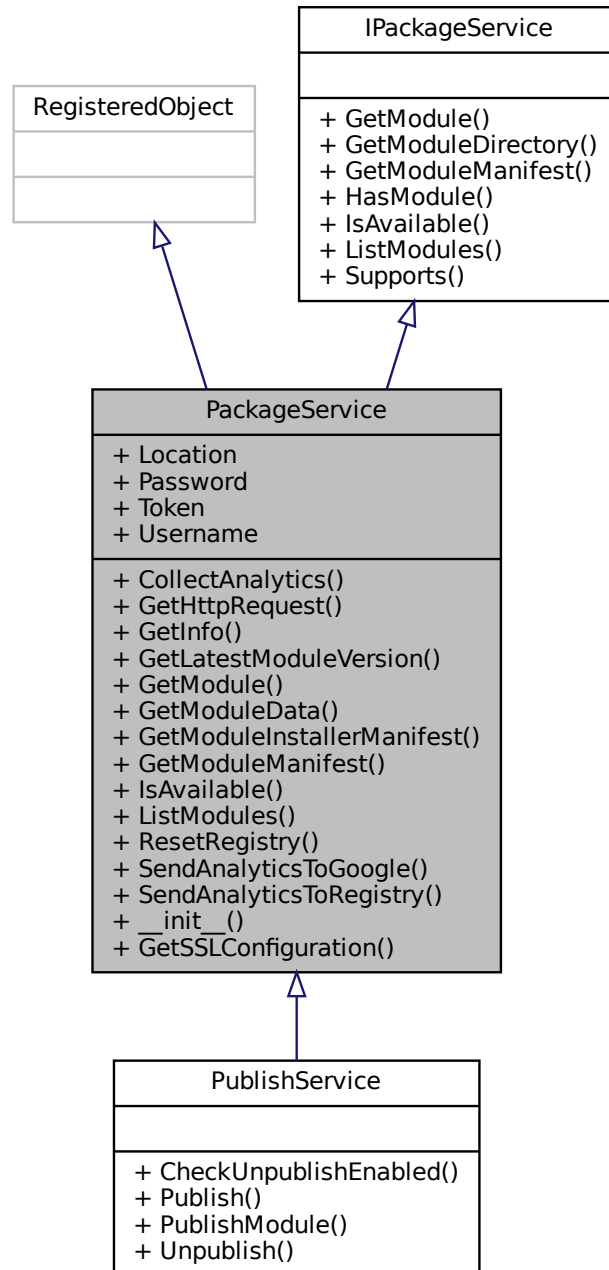 RegisteredObject
IPackageService
+ GetModule()
+ GetModuleDirectory()
+ GetModuleManifest()
+ HasModule()
+ IsAvailable()
+ ListModules()
+ Supports()
PackageService
+ Location
+ Password
+ Token
+ Username
+ CollectAnalytics()
+ GetHttpRequest()
+ GetInfo()
+ GetLatestModuleVersion()
+ GetModule()
+ GetModuleData()
+ GetModuleInstallerManifest()
+ GetModuleManifest()
+ IsAvailable()
+ ListModules()
+ ResetRegistry()
+ SendAnalyticsToGoogle()
+ SendAnalyticsToRegistry()
+ __init__()
+ GetSSLConfiguration()
PublishService
+ CheckUnpublishEnabled()
+ Publish()
+ PublishModule()
+ Unpublish()